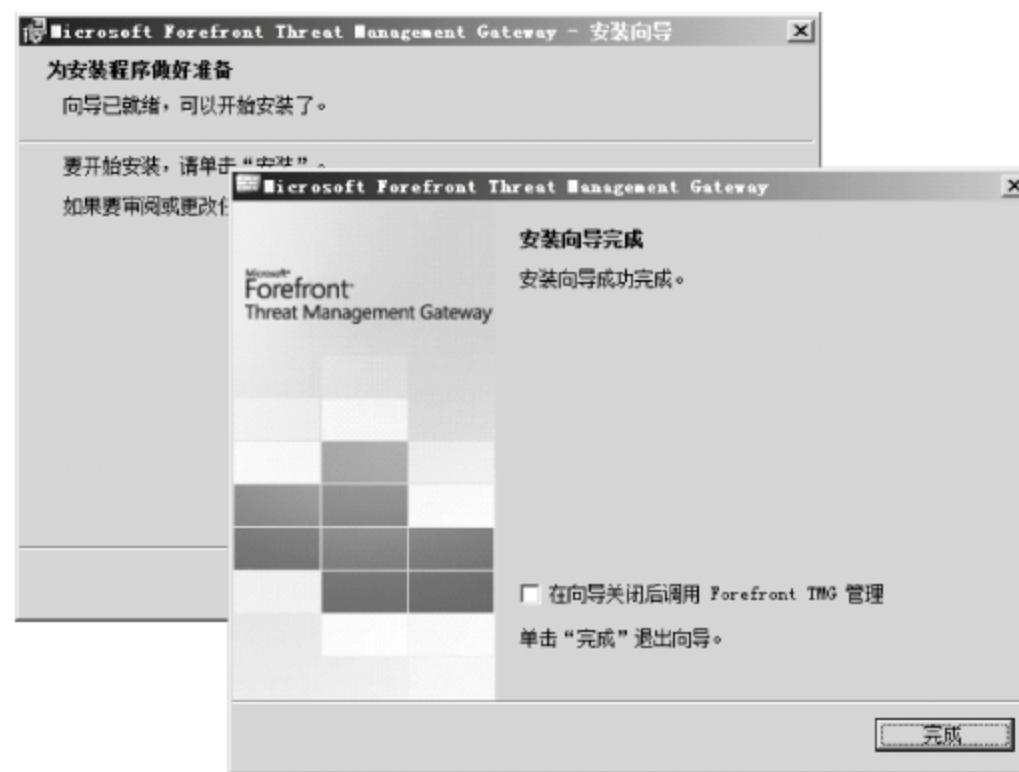 Microsoft Forefront Threat Management Gateway - 安装向导
为安装程序做好准备
向导已就绪，可以开始安装了。
要开始安装，请单击“安装”。
如果要审阅或更改
Microsoft Forefront Threat Management Gateway
安装向导完成
安装向导成功完成。
Microsoft
Forefront
Threat Management Gateway
在向导关闭后调用 Forefront TMG 管理
单击“完成”退出向导。
完成